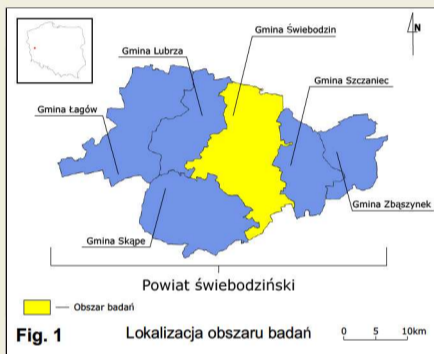 N
Gmina Świebodzin
Gmina Lubrza
Gmina Szczaniec
Gmina Łagów
Gmina Zbąszynek
Gmina Skąpe
Powiat świebodziński
Obszar badań
Fig. 1
Lokalizacja obszaru badań
0 5 10km